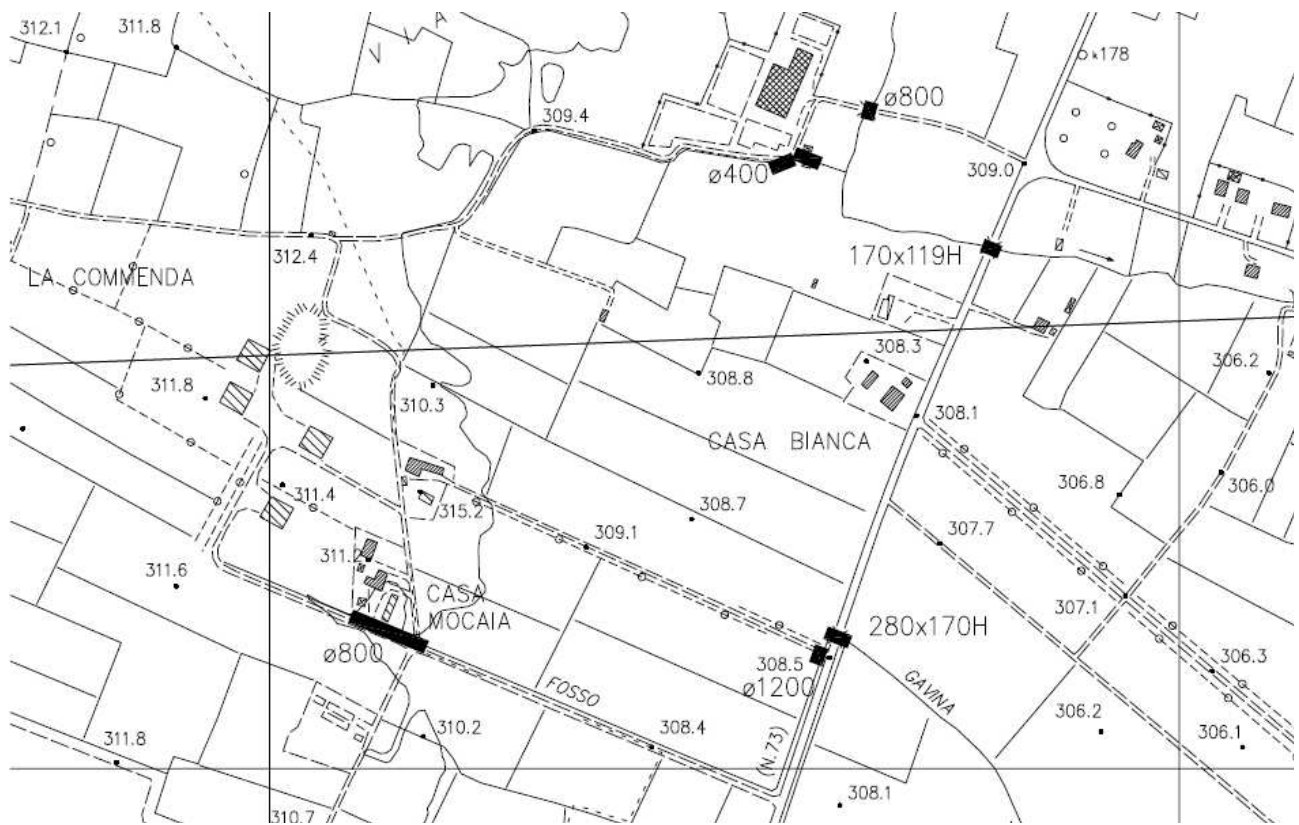 312.1
311.8
VIA
k178
ø800
309.4
ø400
309.0
312.4
170x119H
LA COMMENDA
308.3
306.2
311.8
310.3
308.8
308.1
CASA BIANCA
311.4
315.2
308.7
306.8
306.0
309.1
307.7
311.2
311.6
CASA
MOCAIA
307.1
280x170H
ø800
308.5
306.3
ø1200
FOSSO
GAVINA
310.2
308.4
(N.73)
306.2
306.1
311.8
308.1
310.7